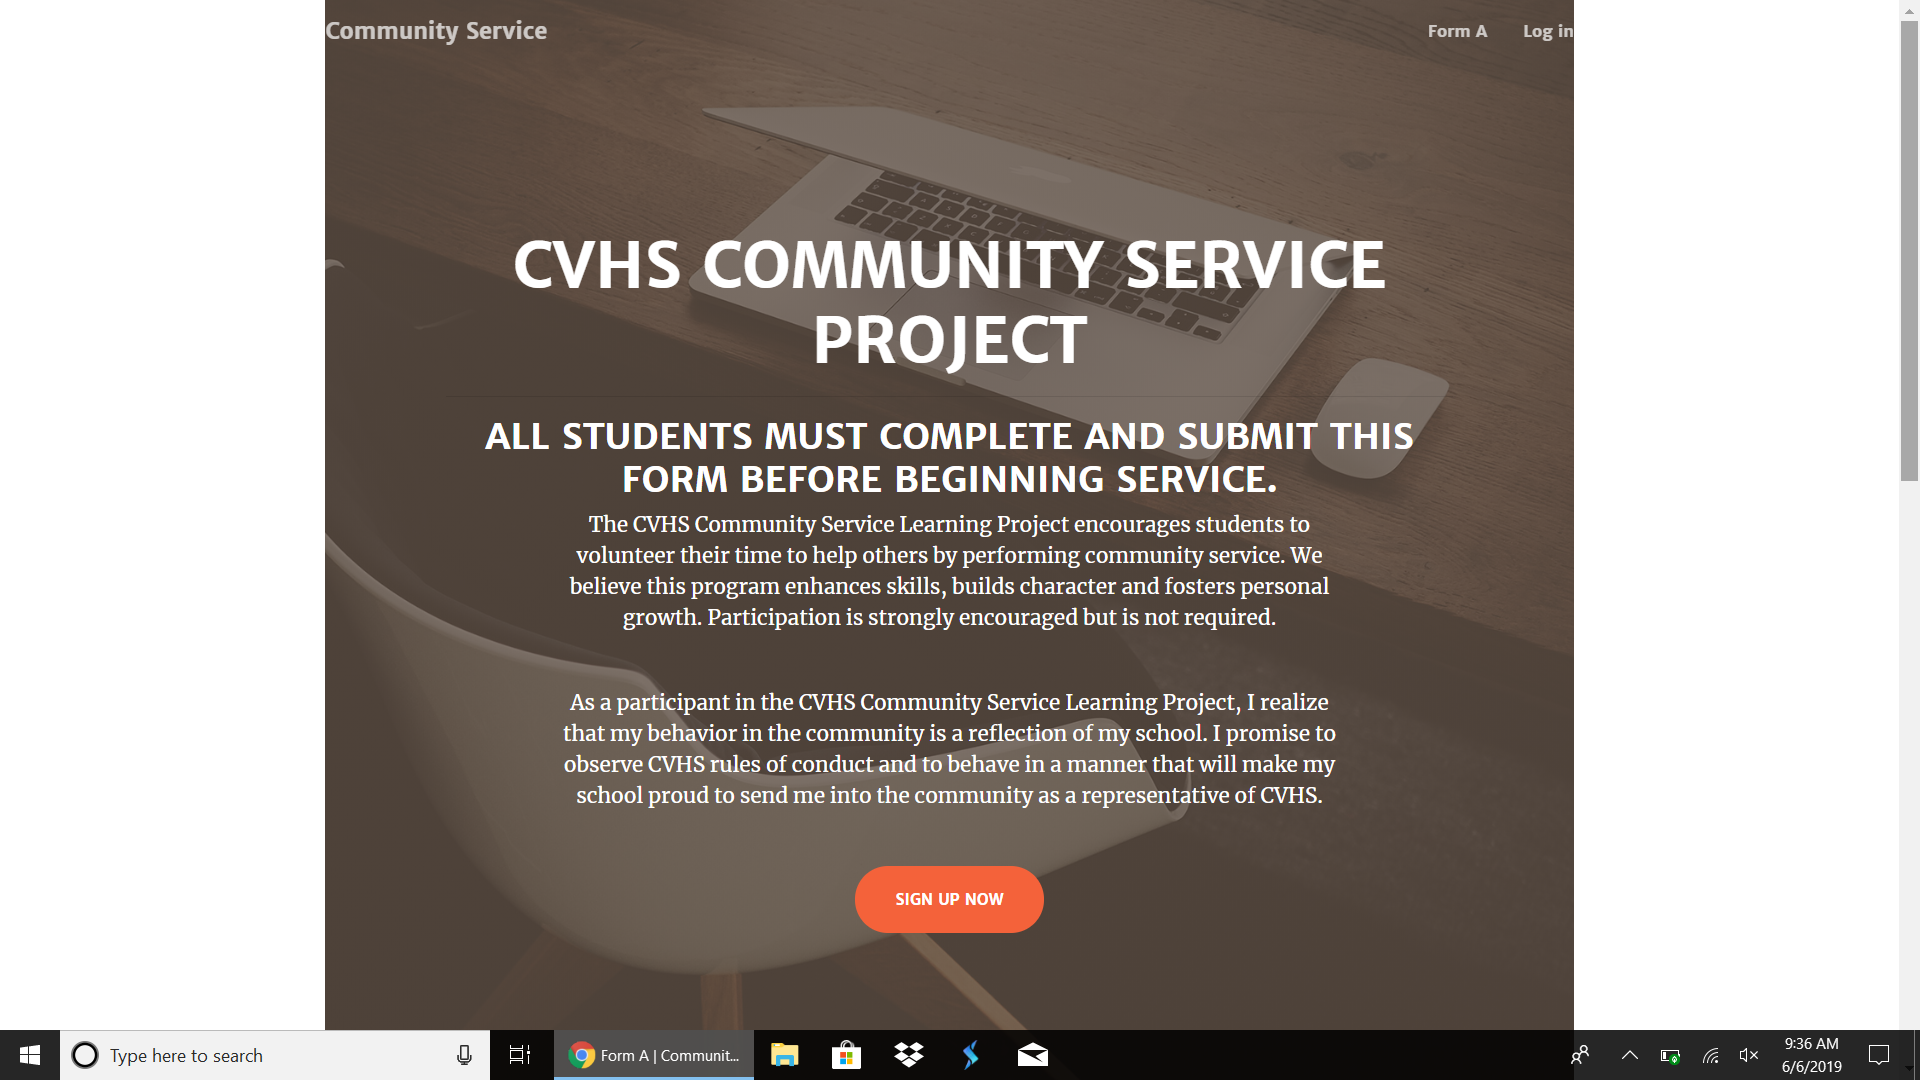 Community Service
Form A
Log in
CVHS COMMUNITY SERVICE
PROJECT
ALL STUDENTS MUST COMPLETE AND SUBMIT THIS
FORM BEFORE BEGINNING SERVICE.
The CVHS Community Service Learning Project encourages students to
volunteer their time to help others by performing community service. We
believe this program enhances skills, builds character and fosters personal
growth. Participation is strongly encouraged but is not required.
As a participant in the CVHS Community Service Learning Project, I realize
that my behavior in the community is a reflection of my school. I promise to
observe CVHS rules of conduct and to behave in a manner that will make my
school proud to send me into the community as a representative of CVHS.
SIGN UP NOW
Type here to search
Form A | Communit...
9:36 AM
6/6/2019